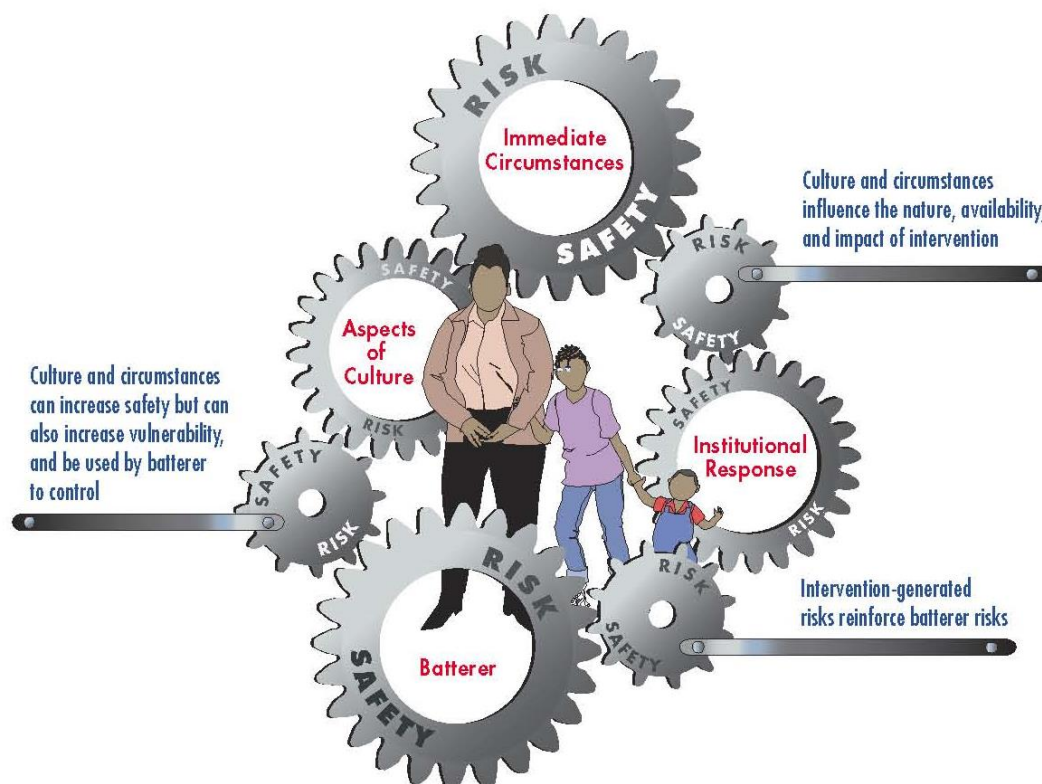 RISK
Immediate
Circumstances
SAFETY
Culture and circumstances
influence the nature, availability,
and impact of intervention
RISK
SAFETY
SAFETY
Aspects
of
Culture
RISK
Culture and circumstances
can increase safety but can
also increase vulnerability,
and be used by batterer
to control
SAFETY
RISK
SAFETY
Institutional
Response
RISK
RISK
Batterer
SAFETY
RISK
SAFETY
Intervention-generated
risks reinforce batterer risks